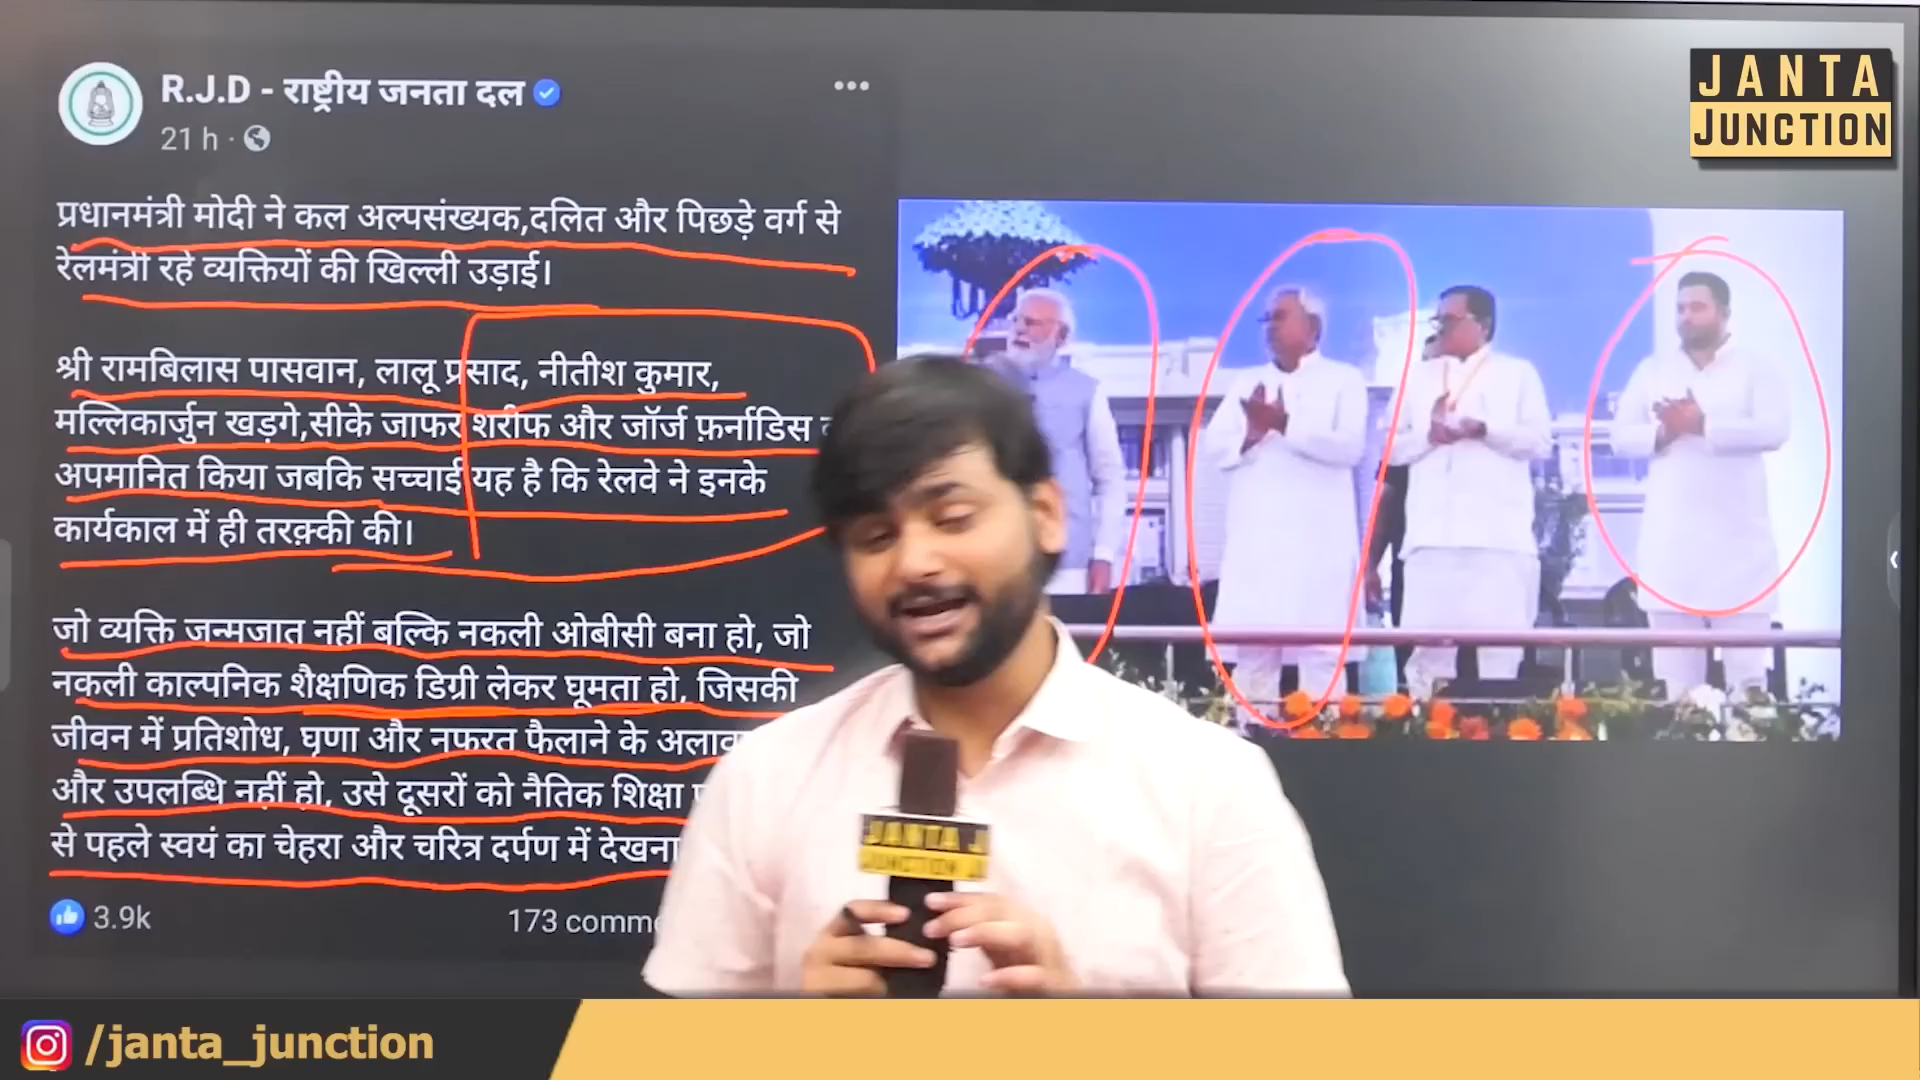 R.J.D - राष्ट्रीय जनता दल
21 h ·
प्रधानमंत्री मोदी ने कल अल्पसंख्यक,दलित और पिछड़े वर्ग से
रेलमंत्री रहे व्यक्तियों की खिल्ली उड़ाई।
श्री रामबिलास पासवान, लालू प्रसाद, नीतीश कुमार,
मल्लिकार्जुन खड़गे,सीके जाफर शरीफ और जॉर्ज फ़र्नाडिस
अपमानित किया जबकि सच्चाई यह है कि रेलवे ने इनके
कार्यकाल में ही तरक़्की की।
जो व्यक्ति जन्मजात नहीं बल्कि नकली ओबीसी बना हो, जो
नकली काल्पनिक शैक्षणिक डिग्री लेकर घूमता हो, जिसकी
जीवन में प्रतिशोध, घृणा और नफरत फैलाने के
और उपलब्धि नहीं हो, उसे दूसरों को नैतिक शिक्षा
से पहले स्वयं का चेहरा और चरित्र दर्पण में देखना
3.9k
173
JANTA
JUNCTION
JANTA J
JUNCTION J
/janta_junction